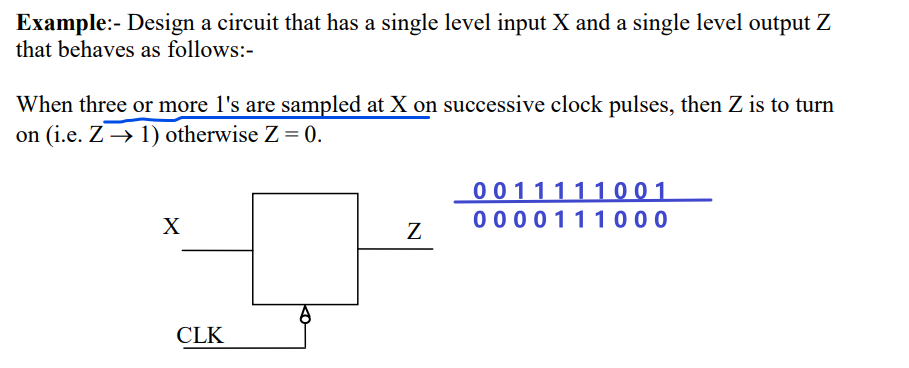 Example:- Design a circuit that has a single level input X and a single level output Z
that behaves as follows:-
When three or more 1's are sampled at X on successive clock pulses, then Z is to turn
on (i.e. Z → 1) otherwise Z = 0.
0 0 1 1 1 1 1 0 0 1
0 0 0 0 1 1 1 0 0 0
X
Z
CLK